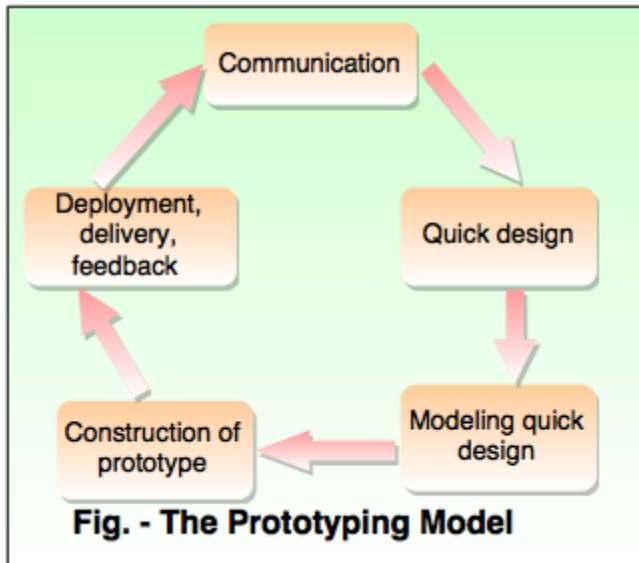 Communication
Quick design
Modeling quick
design
Construction of
prototype
Deployment,
delivery,
feedback
Fig. - The Prototyping Model